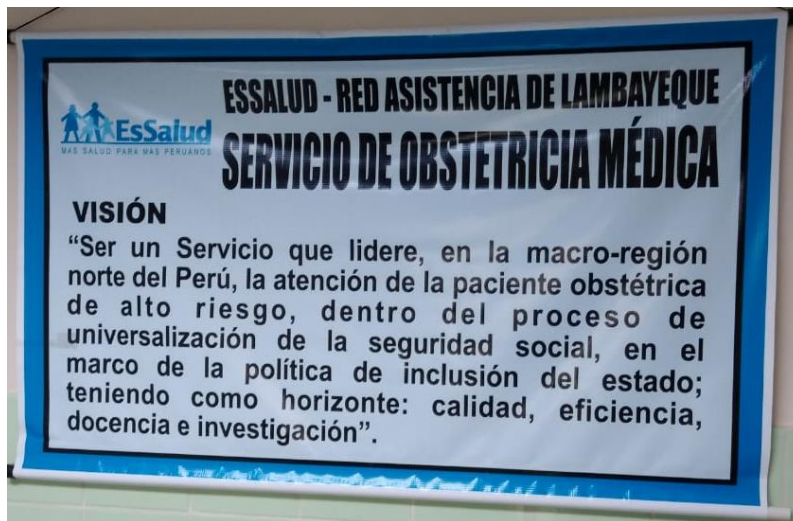 ESSALUD - RED ASISTENCIA DE LAMBAYEQUE
EsSalud
MAS SALUD PARA MAS PERUANOS
SERVICIO DE OBSTETRICIA MÉDICA
VISIÓN
“Ser un Servicio que lidere, en la macro-región
norte del Perú, la atención de la paciente obstétrica
de alto riesgo, dentro del proceso de
universalización de la seguridad social, en el
marco de la política de inclusión del estado;
teniendo como horizonte: calidad, eficiencia,
docencia e investigación”.